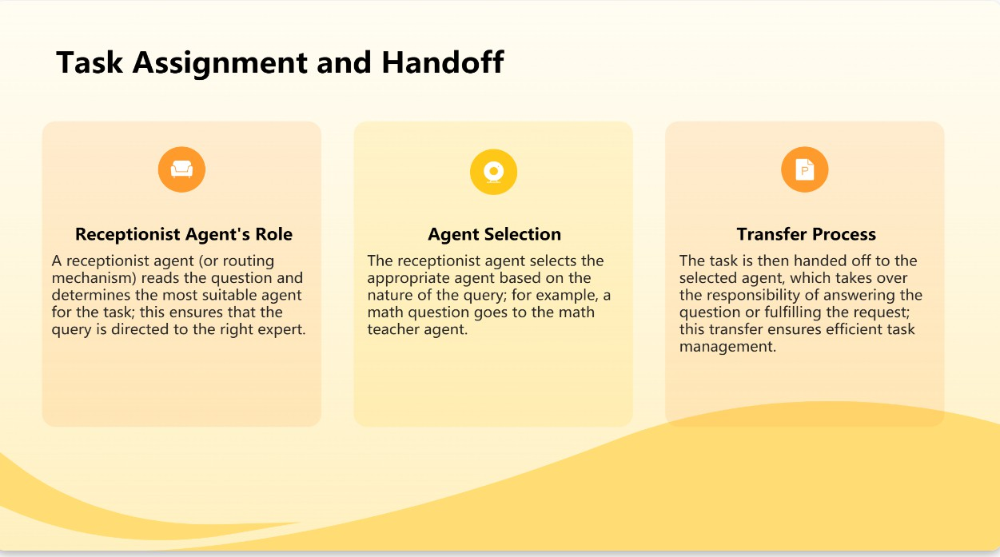 Task Assignment and Handoff
Receptionist Agent's Role
A receptionist agent (or routing
mechanism) reads the question and
determines the most suitable agent
for the task; this ensures that the
query is directed to the right expert.
Agent Selection
The receptionist agent selects the
appropriate agent based on the
nature of the query; for example, a
math question goes to the math
teacher agent.
P
Transfer Process
The task is then handed off to the
selected agent, which takes over
the responsibility of answering the
question or fulfilling the request;
this transfer ensures efficient task
management.